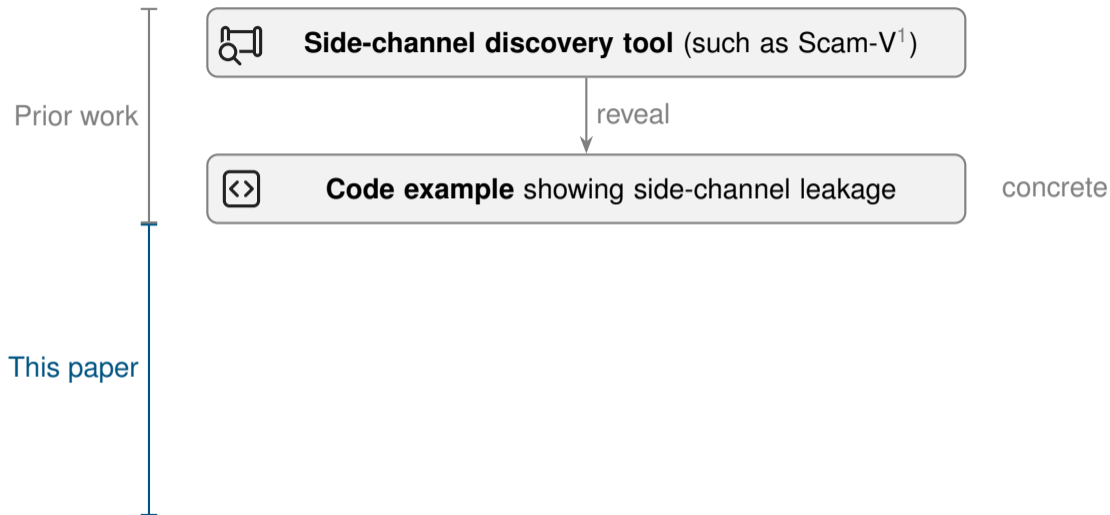 Side-channel discovery tool (such as Scam-V¹)
Prior work
reveal
Code example showing side-channel leakage
concrete
This paper